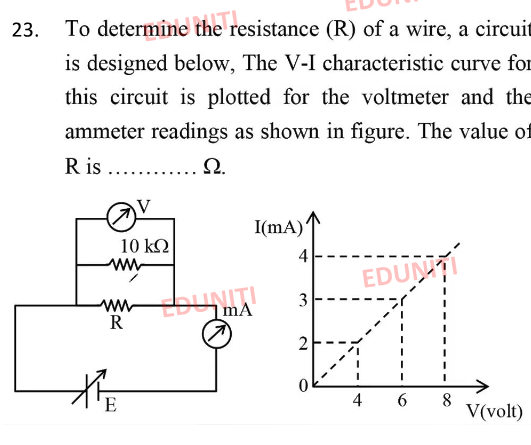 EDUNITI
23. To determine the resistance (R) of a wire, a circuit
is designed below, The V-I characteristic curve for
this circuit is plotted for the voltmeter and the
ammeter readings as shown in figure. The value of
R is ............ Ω.
V
10 kΩ
R
mA
E
EDUNITI
I(mA)
4
3
2
0
4 6 8
V(volt)
EDUNITI